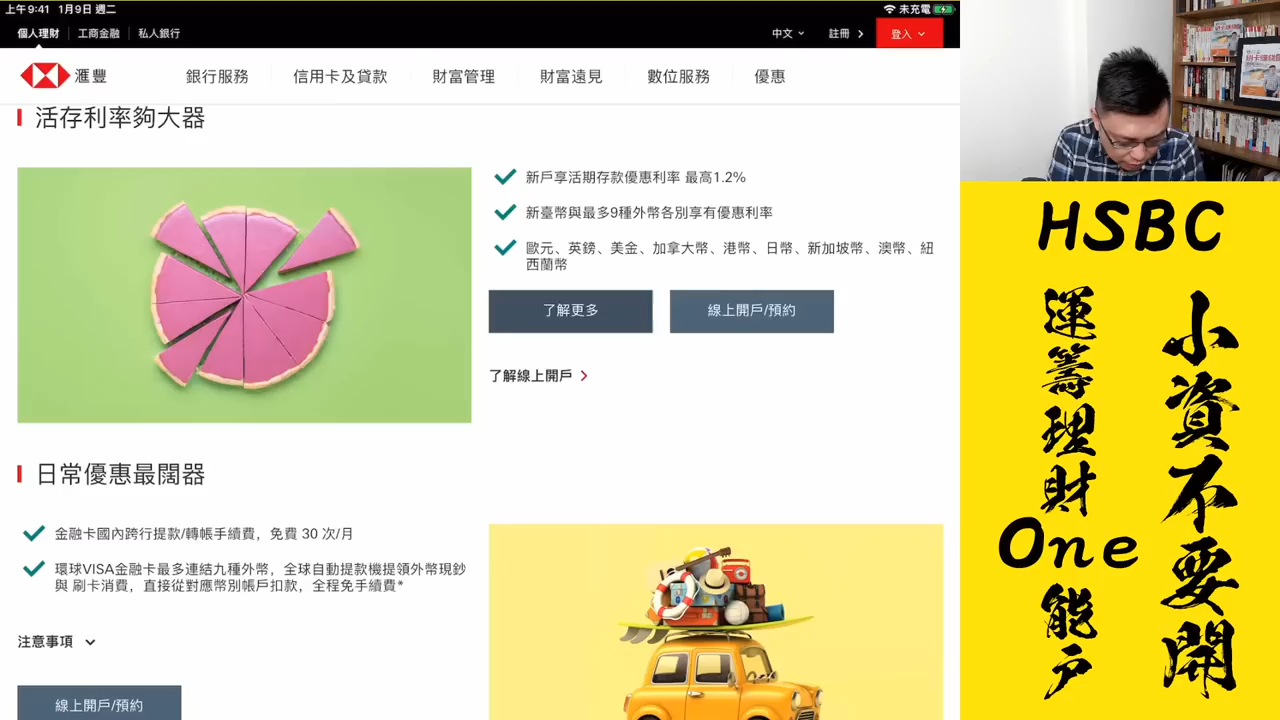 上午9:41 1月9日 週二
未充電
個人理財 工商金融 私人銀行
中文 註冊 登入
滙豐 銀行服務 信用卡及貸款 財富管理 財富遠見 數位服務 優惠
活存利率夠大器
新戶享活期存款優惠利率 最高1.2%
新臺幣與最多9種外幣各別享有優惠利率
歐元、英鎊、美金、加拿大幣、港幣、日幣、新加坡幣、澳幣、紐
西蘭幣
了解更多 線上開戶/預約
了解線上開戶
日常優惠最闊器
金融卡國內跨行提款/轉帳手續費，免費 30 次/月
環球VISA金融卡最多連結九種外幣，全球自動提款機提領外幣現鈔
與 刷卡消費，直接從對應幣別帳戶扣款，全程免手續費*
注意事項
線上開戶/預約
HSBC
運籌理財One能戶
小資不要開